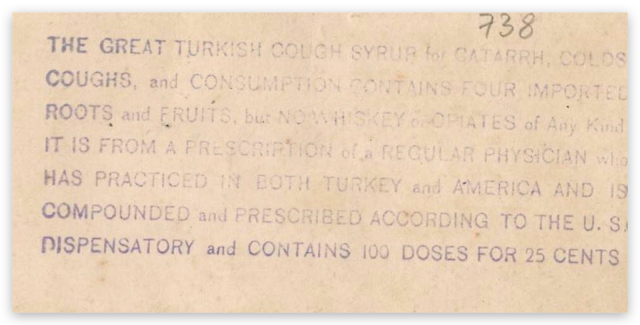 738
THE GREAT TURKISH COUGH SYRUP for CATARRH, COLDS
COUGHS, and CONSUMPTION CONTAINS FOUR IMPORTED
ROOTS and FRUITS, but NO WHISKEY or OPIATES of Any Kind
IT IS FROM A PRESCRIPTION of a REGULAR PHYSICIAN who
HAS PRACTICED IN BOTH TURKEY and AMERICA AND IS
COMPOUNDED and PRESCRIBED ACCORDING TO THE U. S.
DISPENSATORY and CONTAINS 100 DOSES FOR 25 CENTS